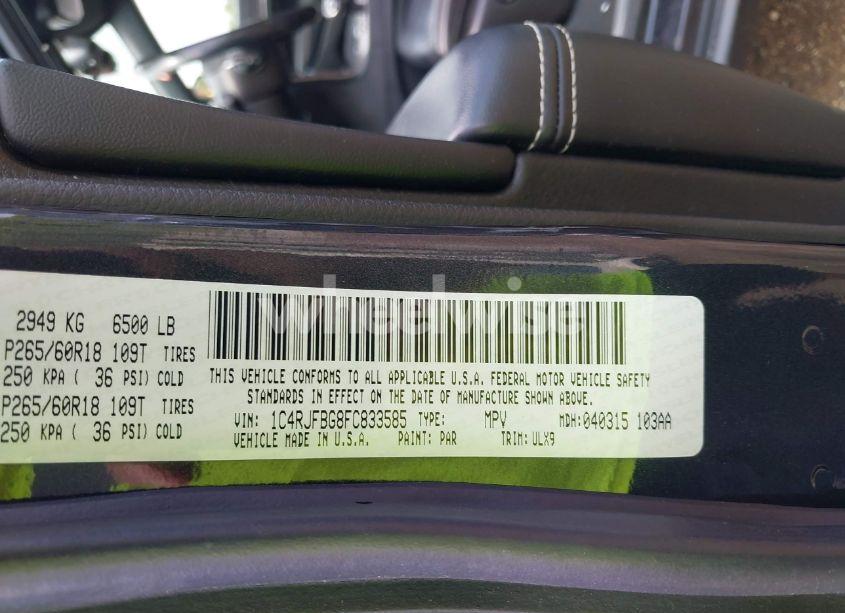 2949 KG 6500 LB
P265/60R18 109T TIRES
250 KPA ( 36 PSI) COLD
P265/60R18 109T TIRES
250 KPA ( 36 PSI) COLD
THIS VEHICLE CONFORMS TO ALL APPLICABLE U.S.A. FEDERAL MOTOR VEHICLE SAFETY
STANDARDS IN EFFECT ON THE DATE OF MANUFACTURE SHOWN ABOVE.
VIN: 1C4RJFBG8FC833585 TYPE: MPV MDH:040315 103AA
VEHICLE MADE IN U.S.A. PAINT: PAR TRIM: ULX9
Wheelwise